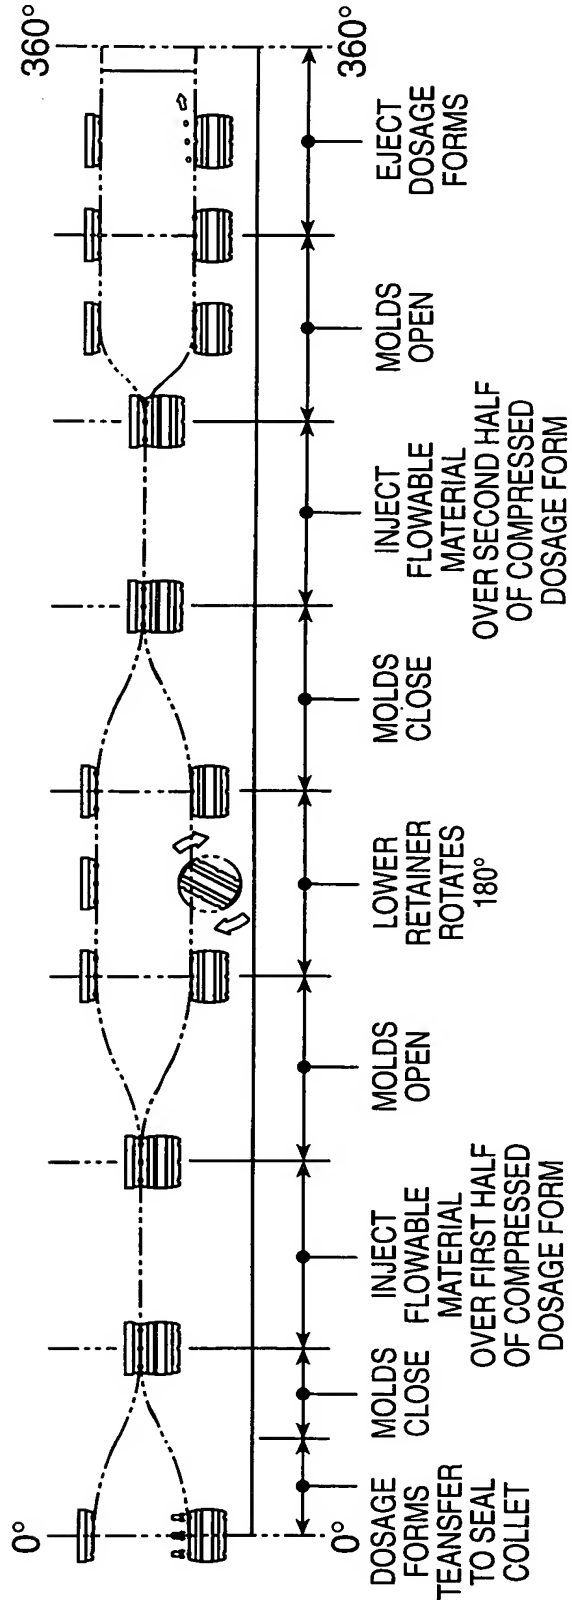 0°
360°
0°
360°
DOSAGE
FORMS
TEANSFER
TO SEAL
COLLET
MOLDS
CLOSE
INJECT
FLOWABLE
MATERIAL
OVER FIRST HALF
OF COMPRESSED
DOSAGE FORM
MOLDS
OPEN
LOWER
RETAINER
ROTATES
180°
MOLDS
CLOSE
INJECT
FLOWABLE
MATERIAL
OVER SECOND HALF
OF COMPRESSED
DOSAGE FORM
MOLDS
OPEN
EJECT
DOSAGE
FORMS